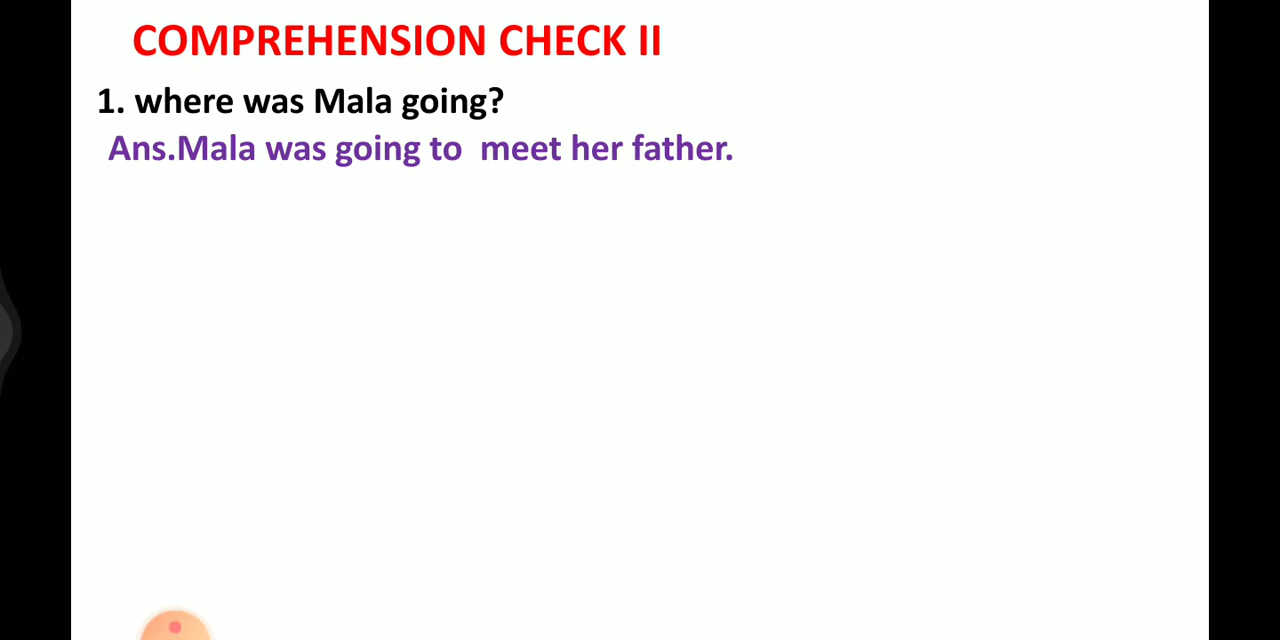 COMPREHENSION CHECK II
1. where was Mala going?
Ans.Mala was going to  meet her father.